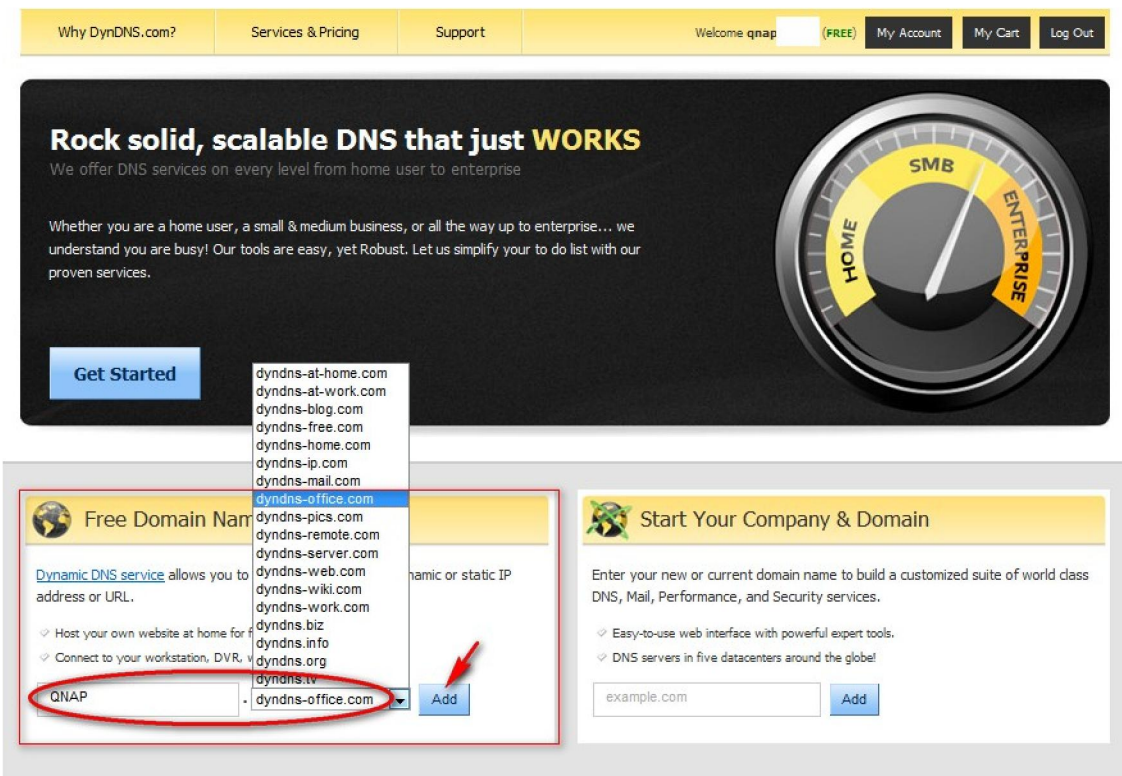 Why DynDNS.com?
Services & Pricing
Support
Welcome qnap
(FREE)
My Account
My Cart
Log Out
Rock solid, scalable DNS that just WORKS
We offer DNS services on every level from home user to enterprise
Whether you are a home user, a small & medium business, or all the way up to enterprise... we
understand you are busy! Our tools are easy, yet Robust. Let us simplify your to do list with our
proven services.
HOME
SMB
ENTERPRISE
Get Started
dyndns-at-home.com
dyndns-at-work.com
dyndns-blog.com
dyndns-free.com
dyndns-home.com
dyndns-ip.com
dyndns-mail.com
dyndns-office.com
dyndns-pics.com
dyndns-remote.com
dyndns-server.com
dyndns-web.com
dyndns-wiki.com
dyndns-work.com
dyndns.biz
dyndns.info
dyndns.org
dyndns.tv
Free Domain Nam
Dynamic DNS service allows you to
namic or static IP
address or URL.
Host your own website at home for f
Connect to your workstation, DVR, w
QNAP
. dyndns-office.com
Add
Start Your Company & Domain
Enter your new or current domain name to build a customized suite of world class
DNS, Mail, Performance, and Security services.
Easy-to-use web interface with powerful expert tools.
DNS servers in five datacenters around the globe!
example.com
Add